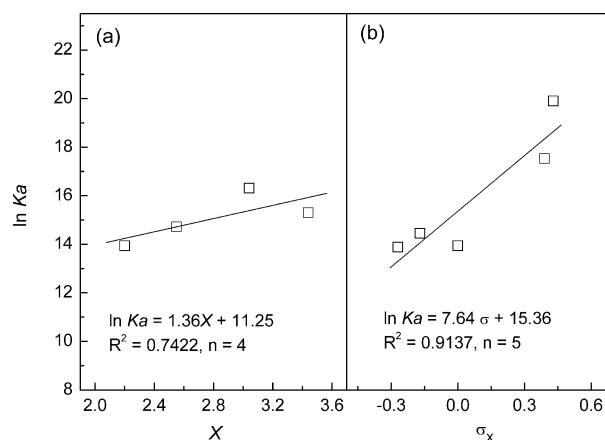 (a)
(b)
22
20
18
16
14
12
10
8
ln Ka
ln Ka = 1.36X + 11.25
R² = 0.7422, n = 4
ln Ka = 7.64 σ + 15.36
R² = 0.9137, n = 5
2.0 2.4 2.8 3.2 3.6
-0.3 0.0 0.3 0.6
X
σₓ